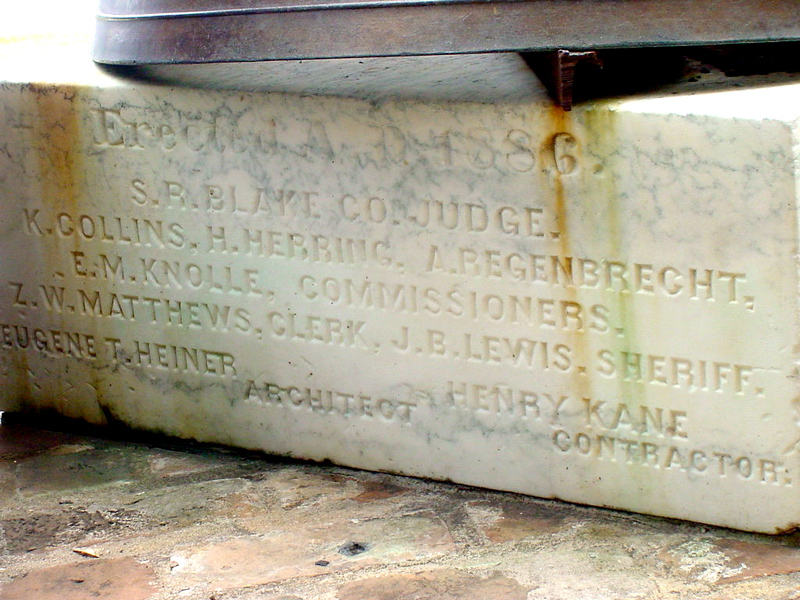 Erected A.D. 1886.
S.R. BLAKE CO. JUDGE.
K. COLLINS, H. HERRING, A. REGENBRECHT,
E. M. KNOLLE, COMMISSIONERS.
Z. W. MATTHEWS, CLERK, J. B. LEWIS. SHERIFF.
EUGENE T. HEINER HENRY KANE
ARCHITECT CONTRACTOR.